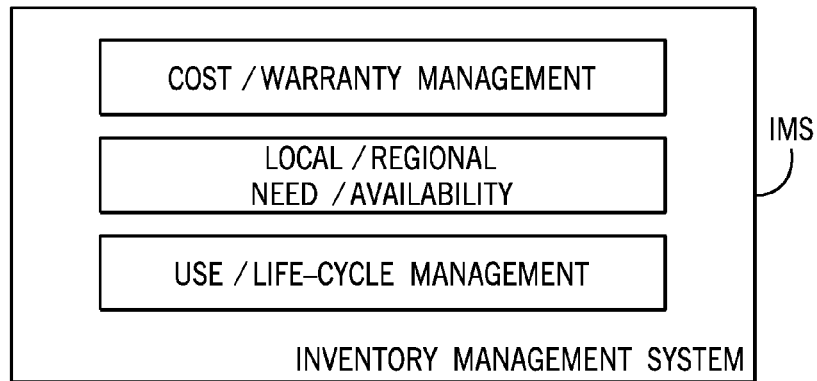 COST / WARRANTY MANAGEMENT
LOCAL / REGIONAL
NEED / AVAILABILITY
USE / LIFE-CYCLE MANAGEMENT
INVENTORY MANAGEMENT SYSTEM
IMS